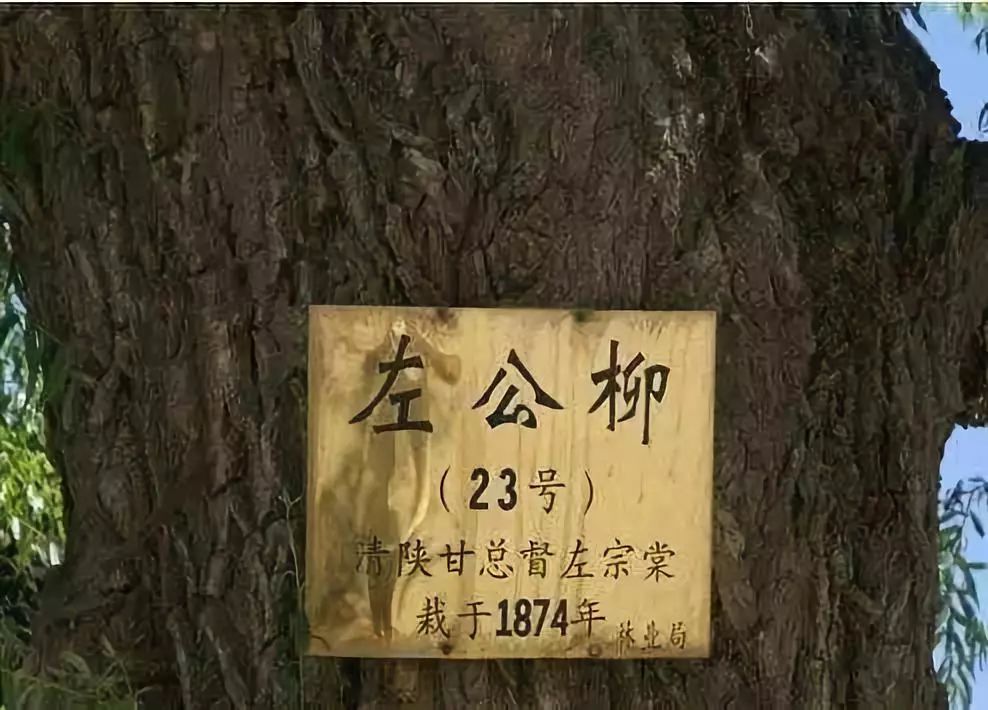 左公柳
（23号）
清陕甘总督左宗棠
栽于1874年
林业局